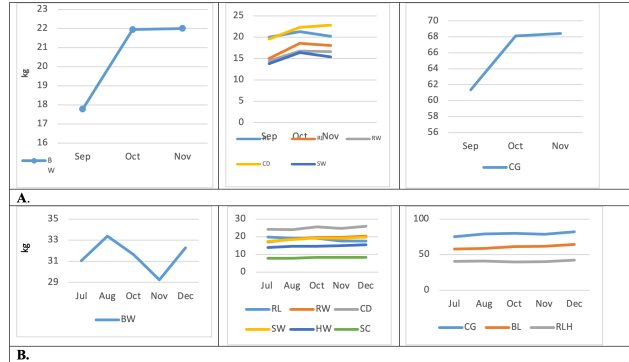 kg
23
22
21
20
19
18
17
16
Sep Oct Nov
B
W
25
20
15
10
5
0
Sep Oct Nov
RL RW
CD SW
68
66
64
62
60
58
56
Sep Oct Nov
CG
A.
kg
35
33
31
29
Jul Aug Oct Nov Dec
BW
30
20
10
0
Jul Aug Oct Nov Dec
RL RW CD
SW HW SC
100
50
0
Jul Aug Oct Nov Dec
CG BL RLH
B.